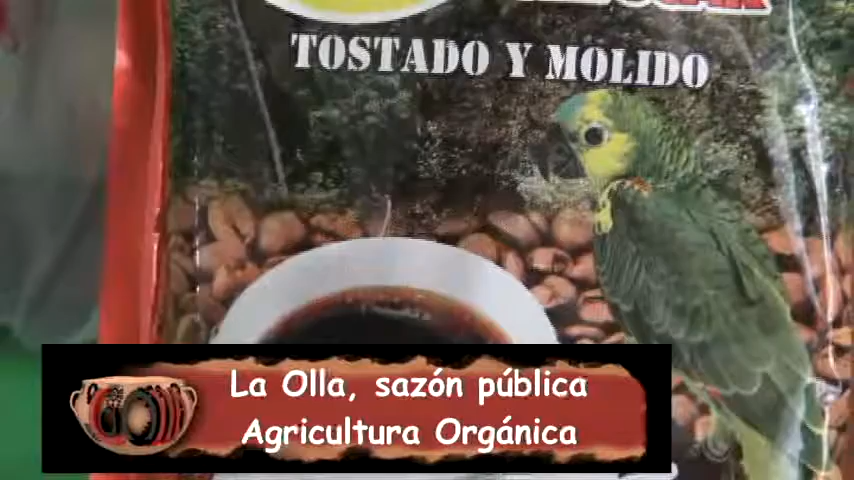 TOSTADO Y MOLIDO
La Olla, sazón pública
Agricultura Orgánica